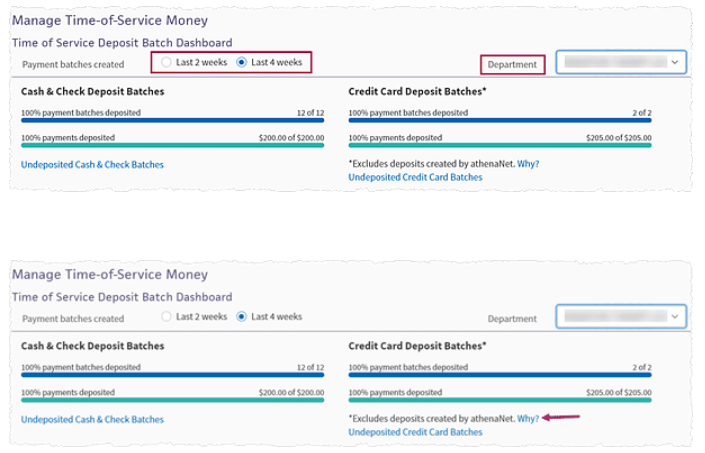 Manage Time-of-Service Money
Time of Service Deposit Batch Dashboard
Payment batches created Last 2 weeks Last 4 weeks Department
Cash & Check Deposit Batches Credit Card Deposit Batches*
100% payment batches deposited 12 of 12 100% payment batches deposited 2 of 2
100% payments deposited $200.00 of $200.00 100% payments deposited $205.00 of $205.00
Undeposited Cash & Check Batches *Excludes deposits created by athenaNet. Why?
Undeposited Credit Card Batches
Manage Time-of-Service Money
Time of Service Deposit Batch Dashboard
Payment batches created Last 2 weeks Last 4 weeks Department
Cash & Check Deposit Batches Credit Card Deposit Batches*
100% payment batches deposited 12 of 12 100% payment batches deposited 2 of 2
100% payments deposited $200.00 of $200.00 100% payments deposited $205.00 of $205.00
Undeposited Cash & Check Batches *Excludes deposits created by athenaNet. Why?
Undeposited Credit Card Batches